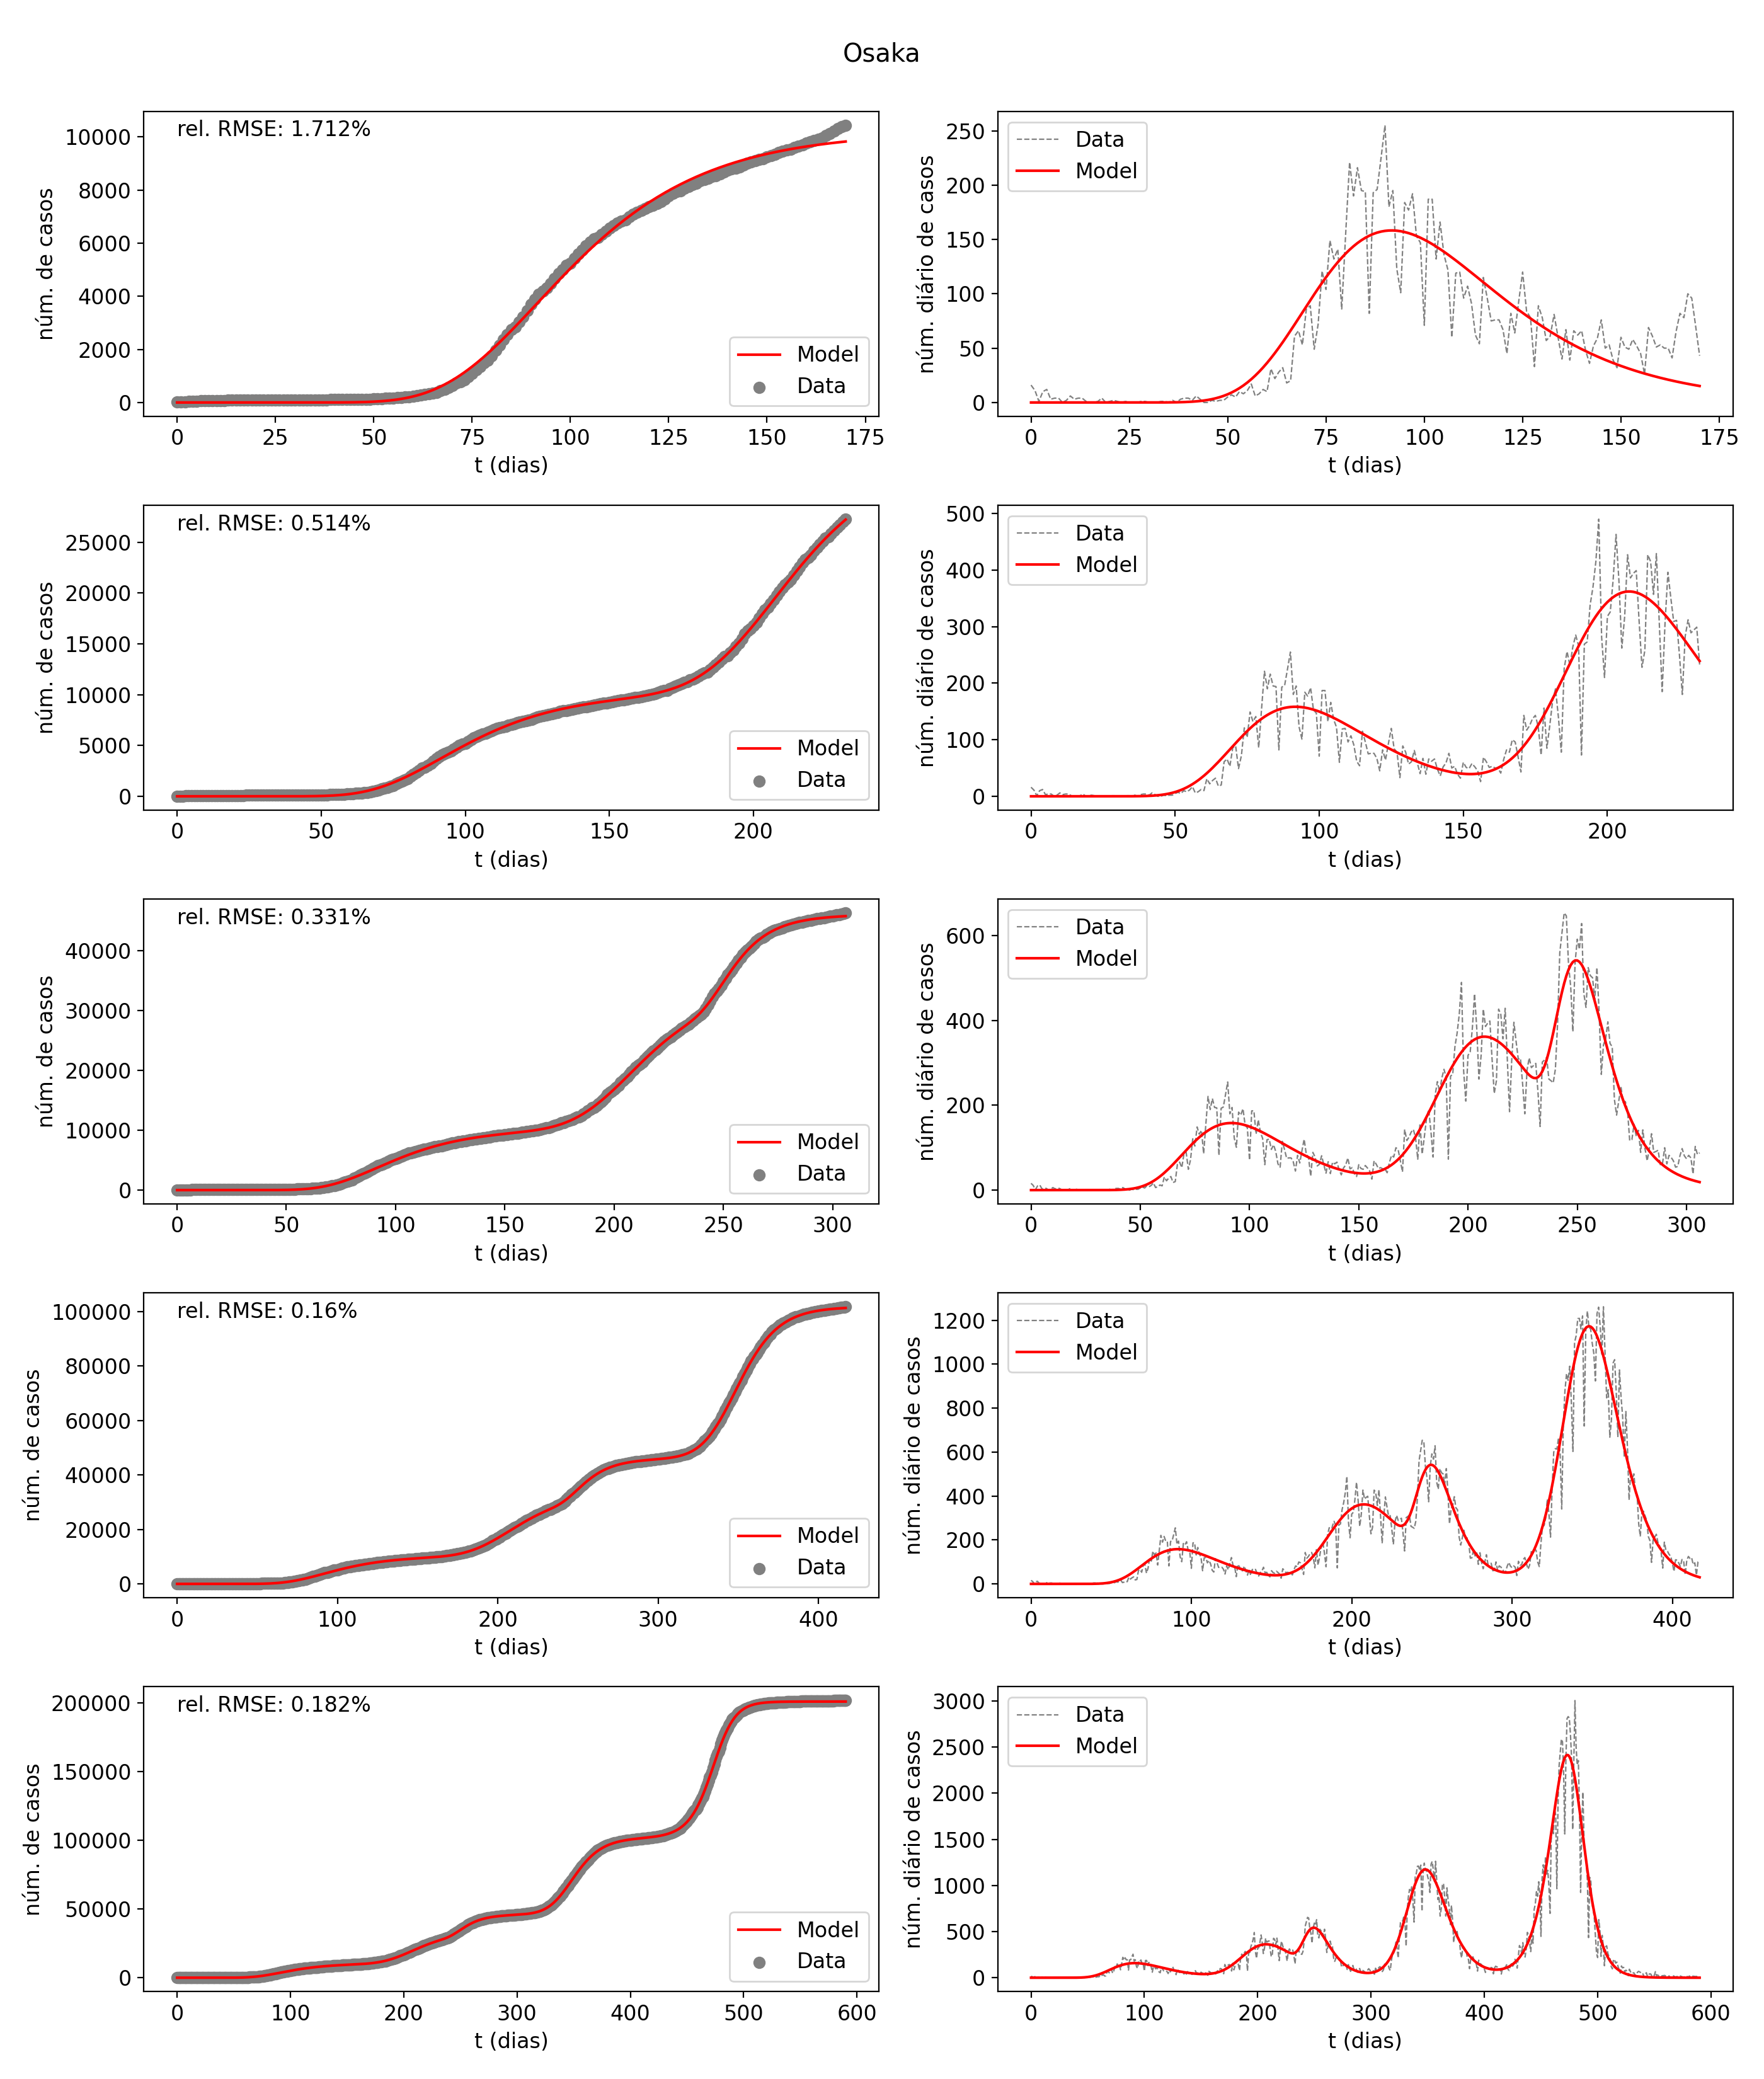 Osaka
rel. RMSE: 1.712%
núm. de casos
10000
8000
6000
4000
2000
0
Model
Data
0 25 50 75 100 125 150 175
t (dias)
núm. diário de casos
250
200
150
100
50
0
Data
Model
0 25 50 75 100 125 150 175
t (dias)
rel. RMSE: 0.514%
núm. de casos
25000
20000
15000
10000
5000
0
Model
Data
0 50 100 150 200
t (dias)
núm. diário de casos
500
400
300
200
100
0
Data
Model
0 50 100 150 200
t (dias)
rel. RMSE: 0.331%
núm. de casos
40000
30000
20000
10000
0
Model
Data
0 50 100 150 200 250 300
t (dias)
núm. diário de casos
600
400
200
0
Data
Model
0 50 100 150 200 250 300
t (dias)
rel. RMSE: 0.16%
núm. de casos
100000
80000
60000
40000
20000
0
Model
Data
0 100 200 300 400
t (dias)
núm. diário de casos
1200
1000
800
600
400
200
0
Data
Model
0 100 200 300 400
t (dias)
rel. RMSE: 0.182%
núm. de casos
200000
150000
100000
50000
0
Model
Data
0 100 200 300 400 500 600
t (dias)
núm. diário de casos
3000
2500
2000
1500
1000
500
0
Data
Model
0 100 200 300 400 500 600
t (dias)